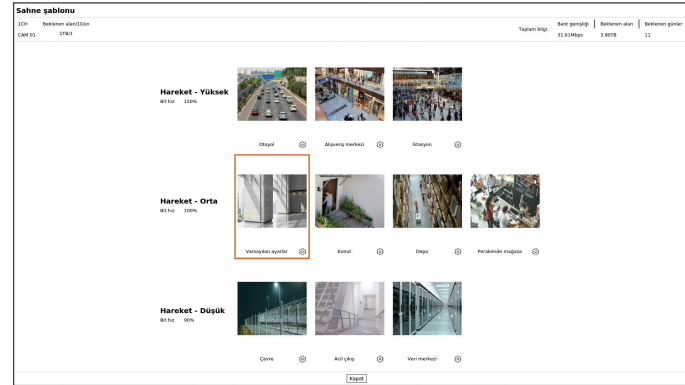 Sahne şablonu
1CH Beklenen alan/1Gün
CAM 01 1TB/1
Toplam bilgi. Bant genişliği Beklenen alan Beklenen günler
31.61Mbps 3.90TB 11
Hareket - Yüksek
Bit hız 150%
Otoyol Alışveriş merkezi İstasyon
Hareket - Orta
Bit hız 100%
Varsayılan ayarlar Konut Depo Perakende mağaza
Hareket - Düşük
Bit hız 90%
Çevre Acil çıkış Veri merkezi
Kapat